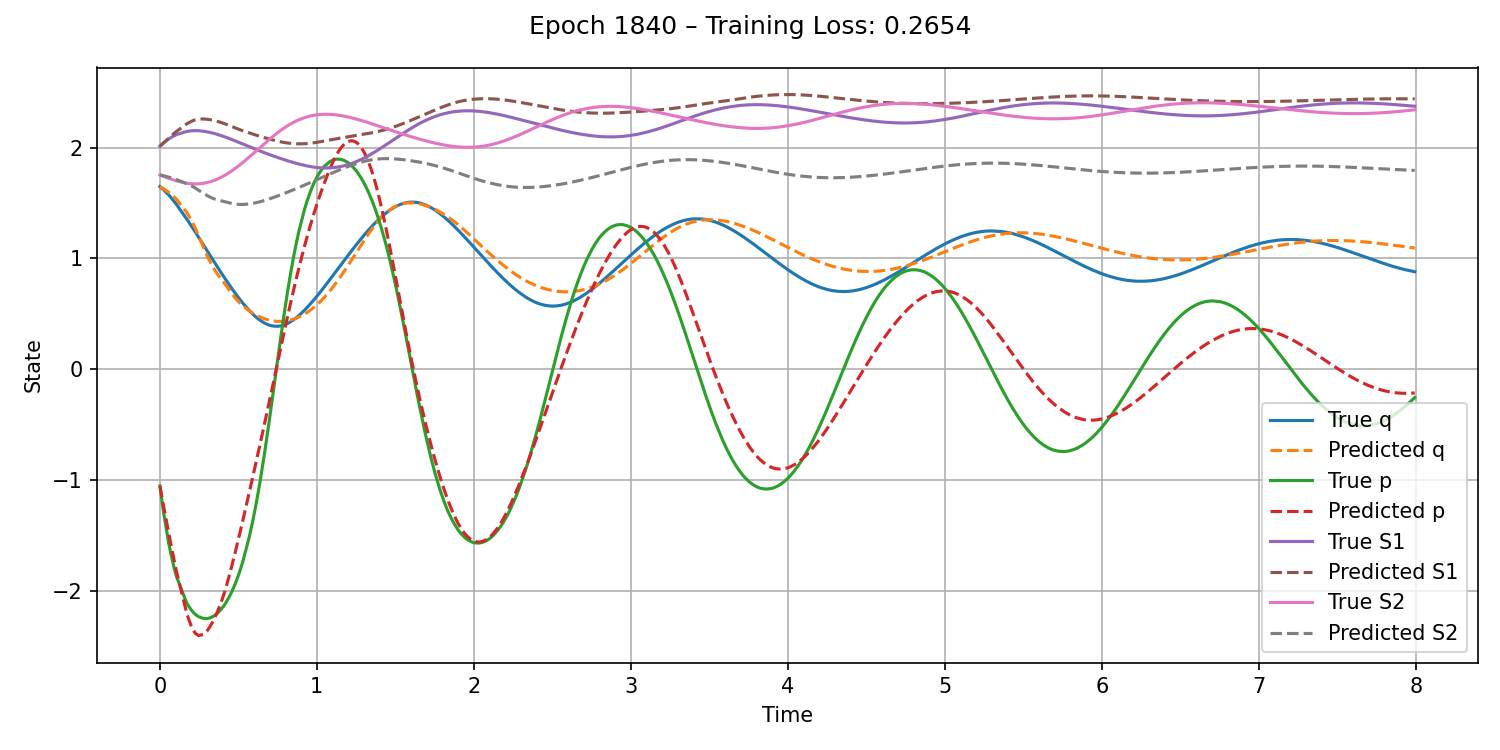 Epoch 1840 – Training Loss: 0.2654
State
2
1
0
−1
−2
0 1 2 3 4 5 6 7 8
Time
True q
Predicted q
True p
Predicted p
True S1
Predicted S1
True S2
Predicted S2